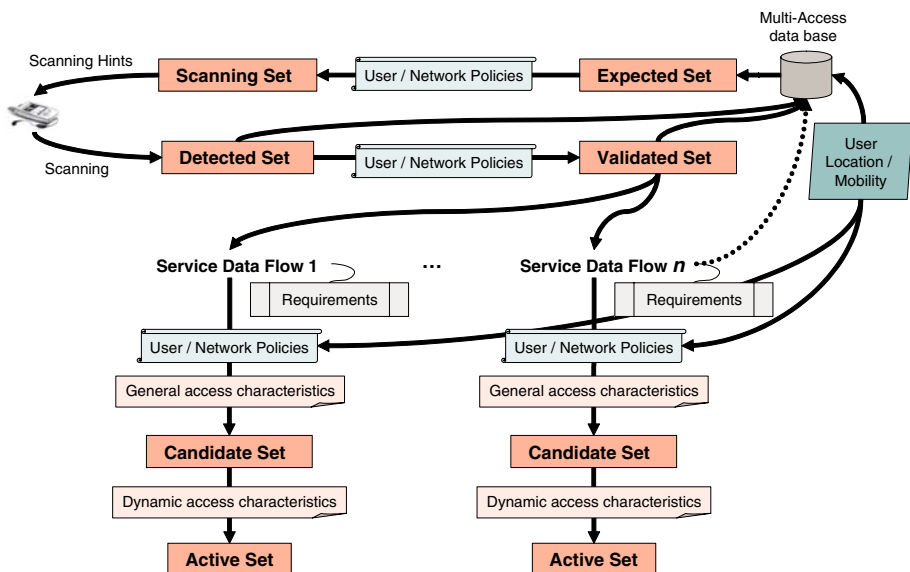 Multi-Access
data base
Scanning Hints
Scanning Set
User / Network Policies
Expected Set
User
Location /
Mobility
Scanning
Detected Set
User / Network Policies
Validated Set
Service Data Flow 1
...
Service Data Flow n
Requirements
Requirements
User / Network Policies
User / Network Policies
General access characteristics
General access characteristics
Candidate Set
Candidate Set
Dynamic access characteristics
Dynamic access characteristics
Active Set
Active Set